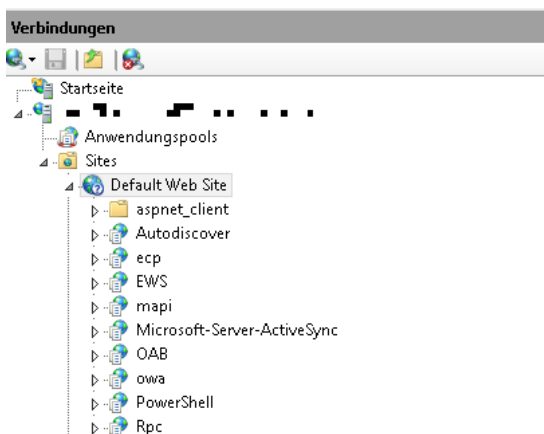 Verbindungen
Startseite
Anwendungspools
Sites
Default Web Site
aspnet_client
Autodiscover
ecp
EWS
mapi
Microsoft-Server-ActiveSync
OAB
owa
PowerShell
Rpc